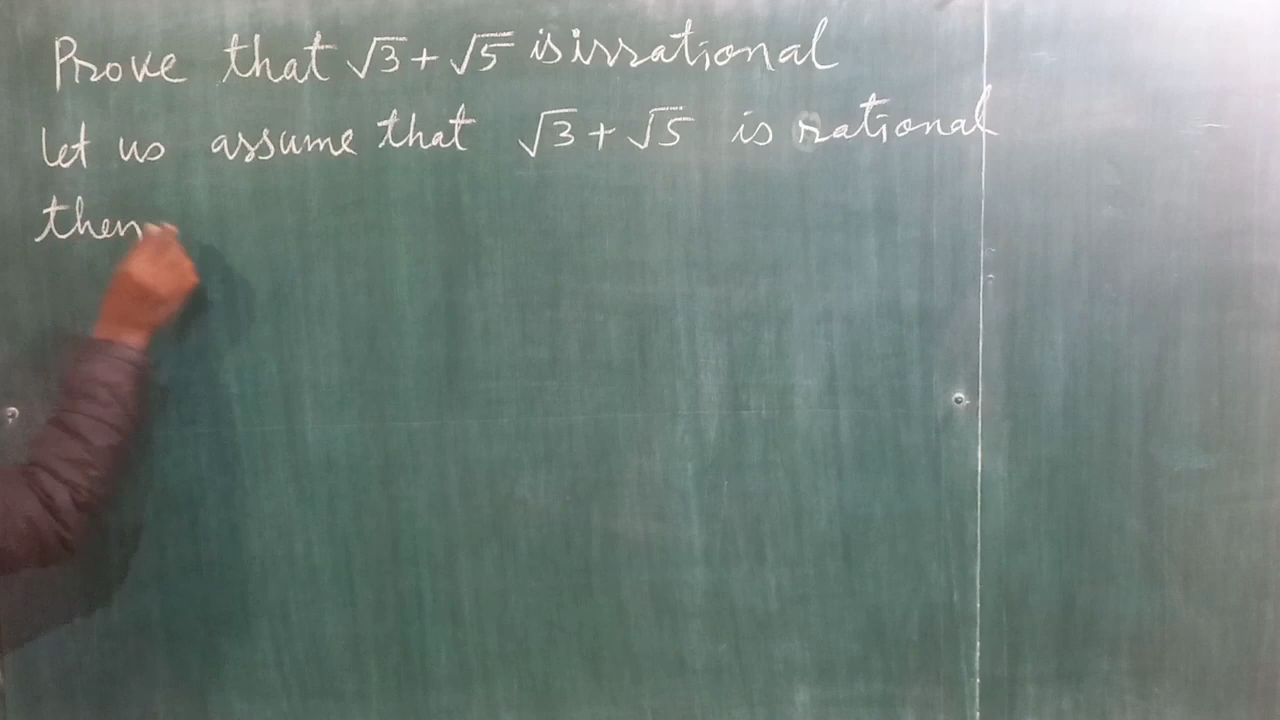 Prove that √3 + √5 is irrational
let us assume that √3 + √5 is rational
then